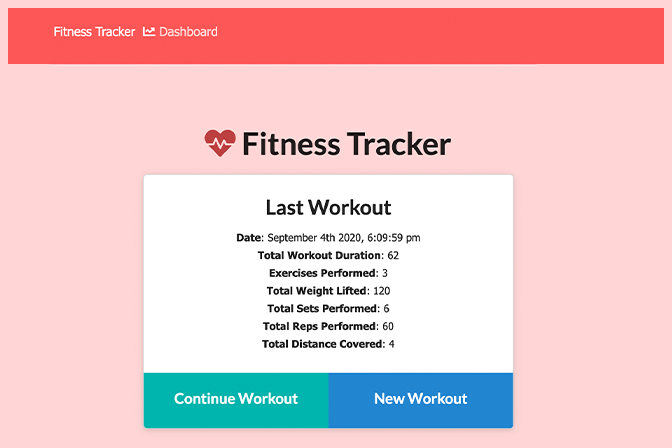 Fitness Tracker Dashboard
Fitness Tracker
Last Workout
Date: September 4th 2020, 6:09:59 pm
Total Workout Duration: 62
Exercises Performed: 3
Total Weight Lifted: 120
Total Sets Performed: 6
Total Reps Performed: 60
Total Distance Covered: 4
Continue Workout New Workout